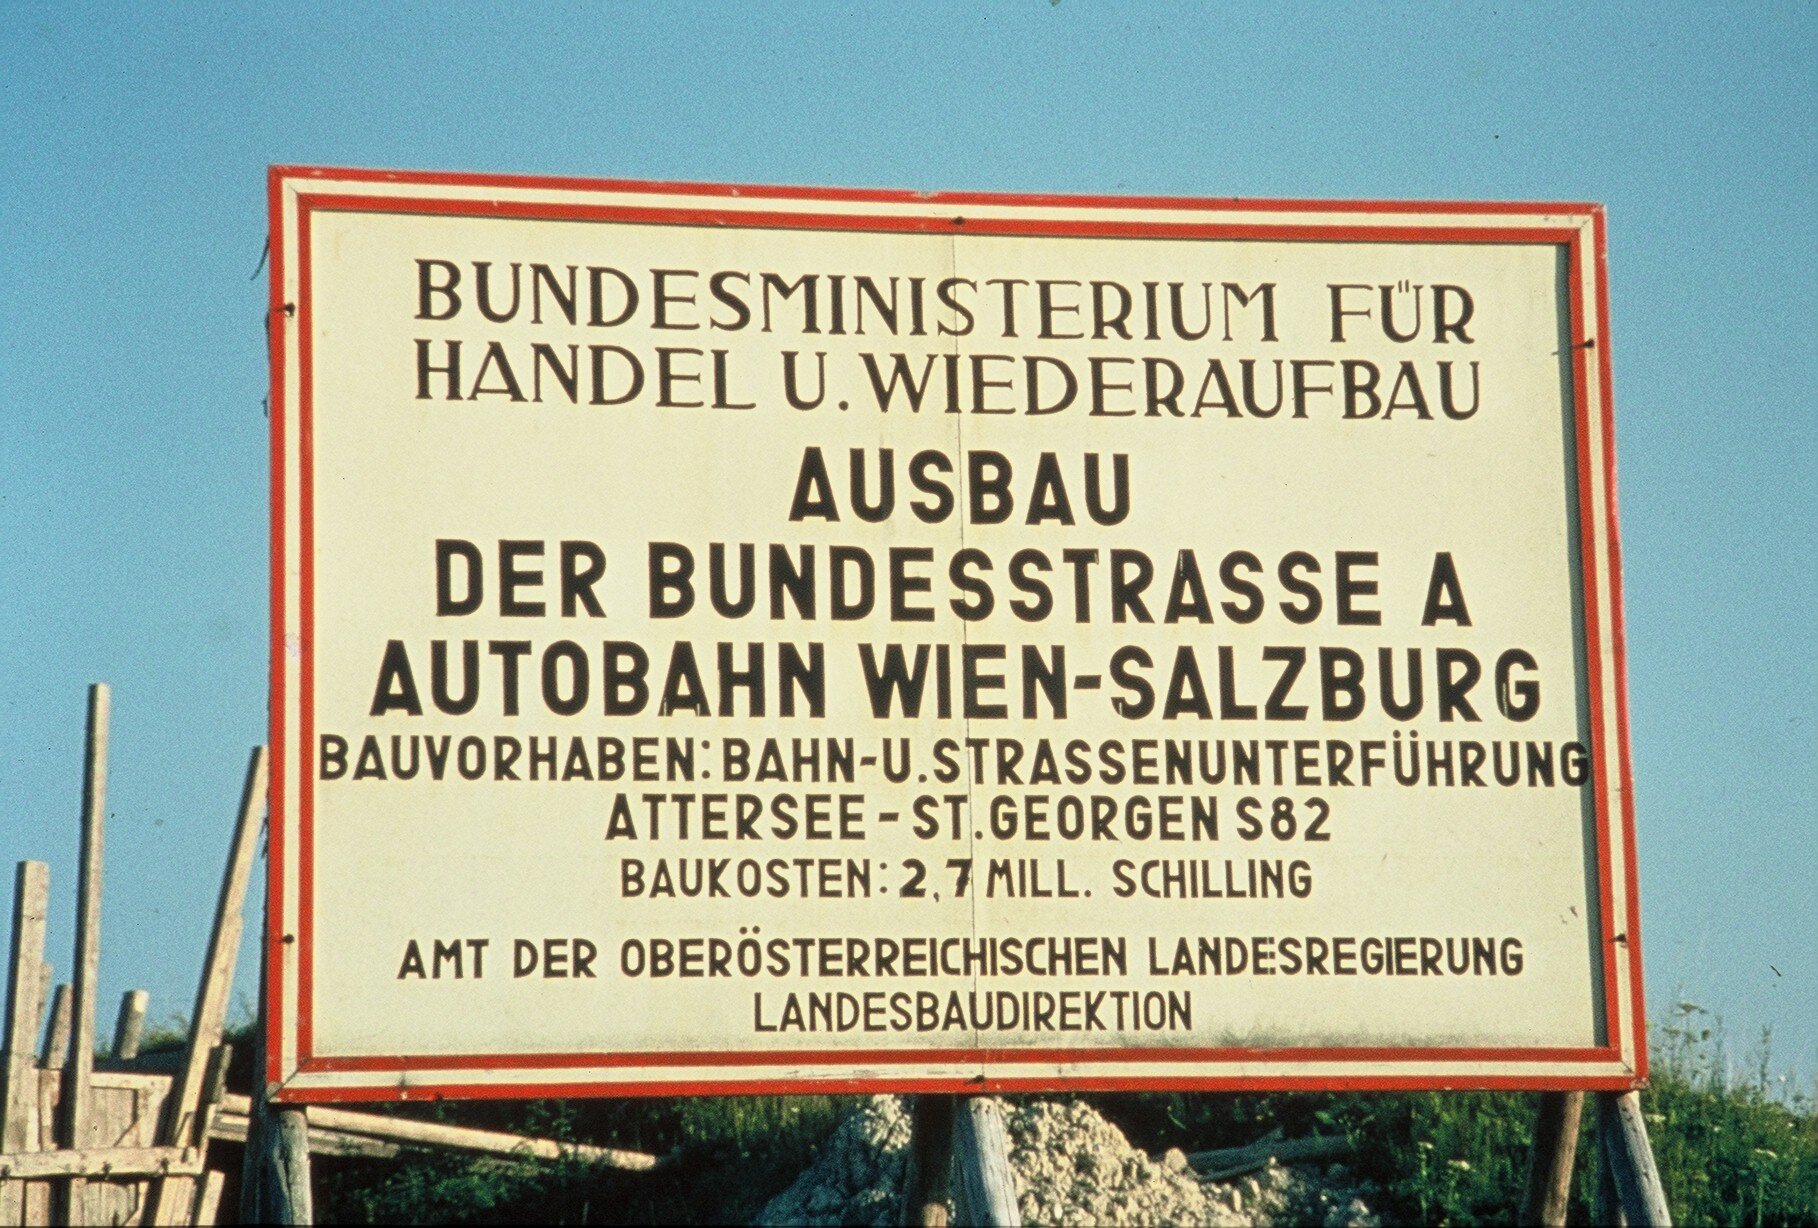 BUNDESMINISTERIUM FÜR
HANDEL U. WIEDERAUFBAU
AUSBAU
DER BUNDESSTRASSE A
AUTOBAHN WIEN-SALZBURG
BAUVORHABEN: BAHN-U. STRASSENUNTERFÜHRUNG
ATTERSEE - ST. GEORGEN S82
BAUKOSTEN: 2,7 MILL. SCHILLING
AMT DER OBERÖSTERREICHISCHEN LANDESREGIERUNG
LANDESBAUDIREKTION